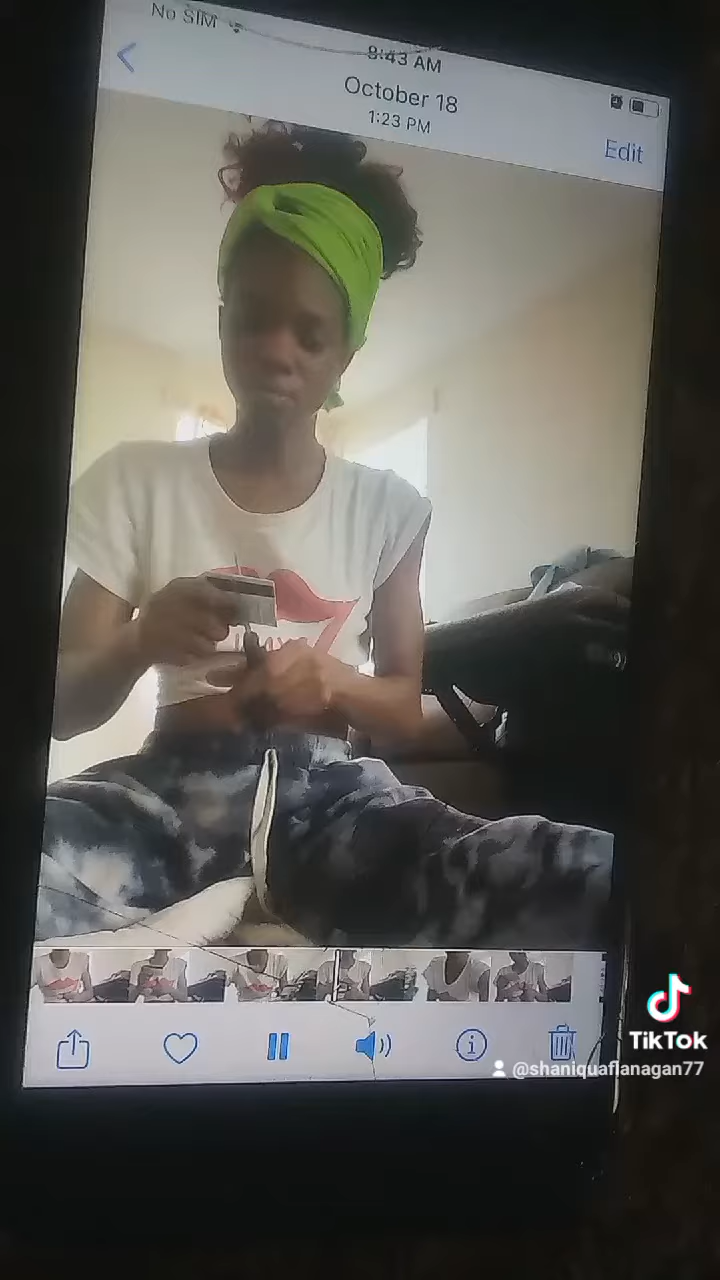 No SIM
8:43 AM
October 18
1:23 PM
Edit
TikTok
@shaniquaflanagan77